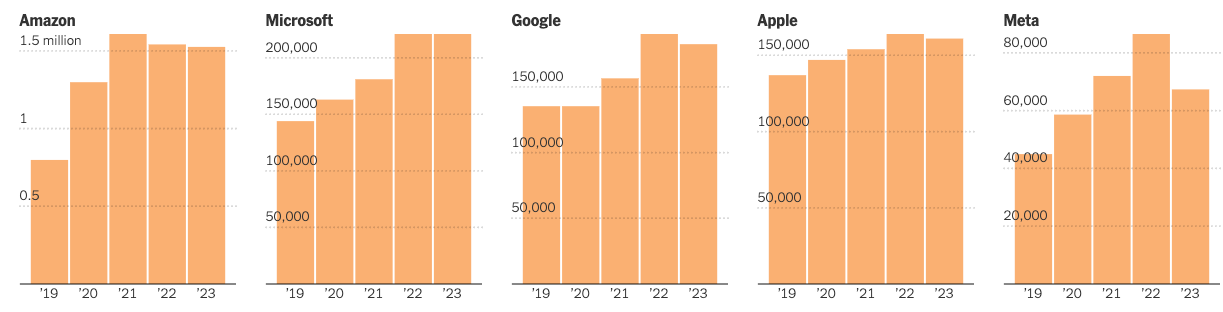 Amazon
1.5 million
1
0.5
’19 ’20 ’21 ’22 ’23
Microsoft
200,000
150,000
100,000
50,000
’19 ’20 ’21 ’22 ’23
Google
150,000
100,000
50,000
’19 ’20 ’21 ’22 ’23
Apple
150,000
100,000
50,000
’19 ’20 ’21 ’22 ’23
Meta
80,000
60,000
40,000
20,000
’19 ’20 ’21 ’22 ’23